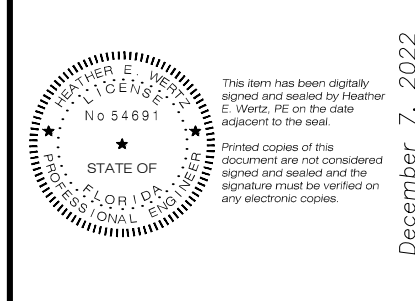 HEATHER E. WERTZ
LICENSE
No 54691
STATE OF
FLORIDA
PROFESSIONAL ENGINEER
This item has been digitally
signed and sealed by Heather
E. Wertz, PE on the date
adjacent to the seal.
Printed copies of this
document are not considered
signed and sealed and the
signature must be verified on
any electronic copies.
December 7, 2022